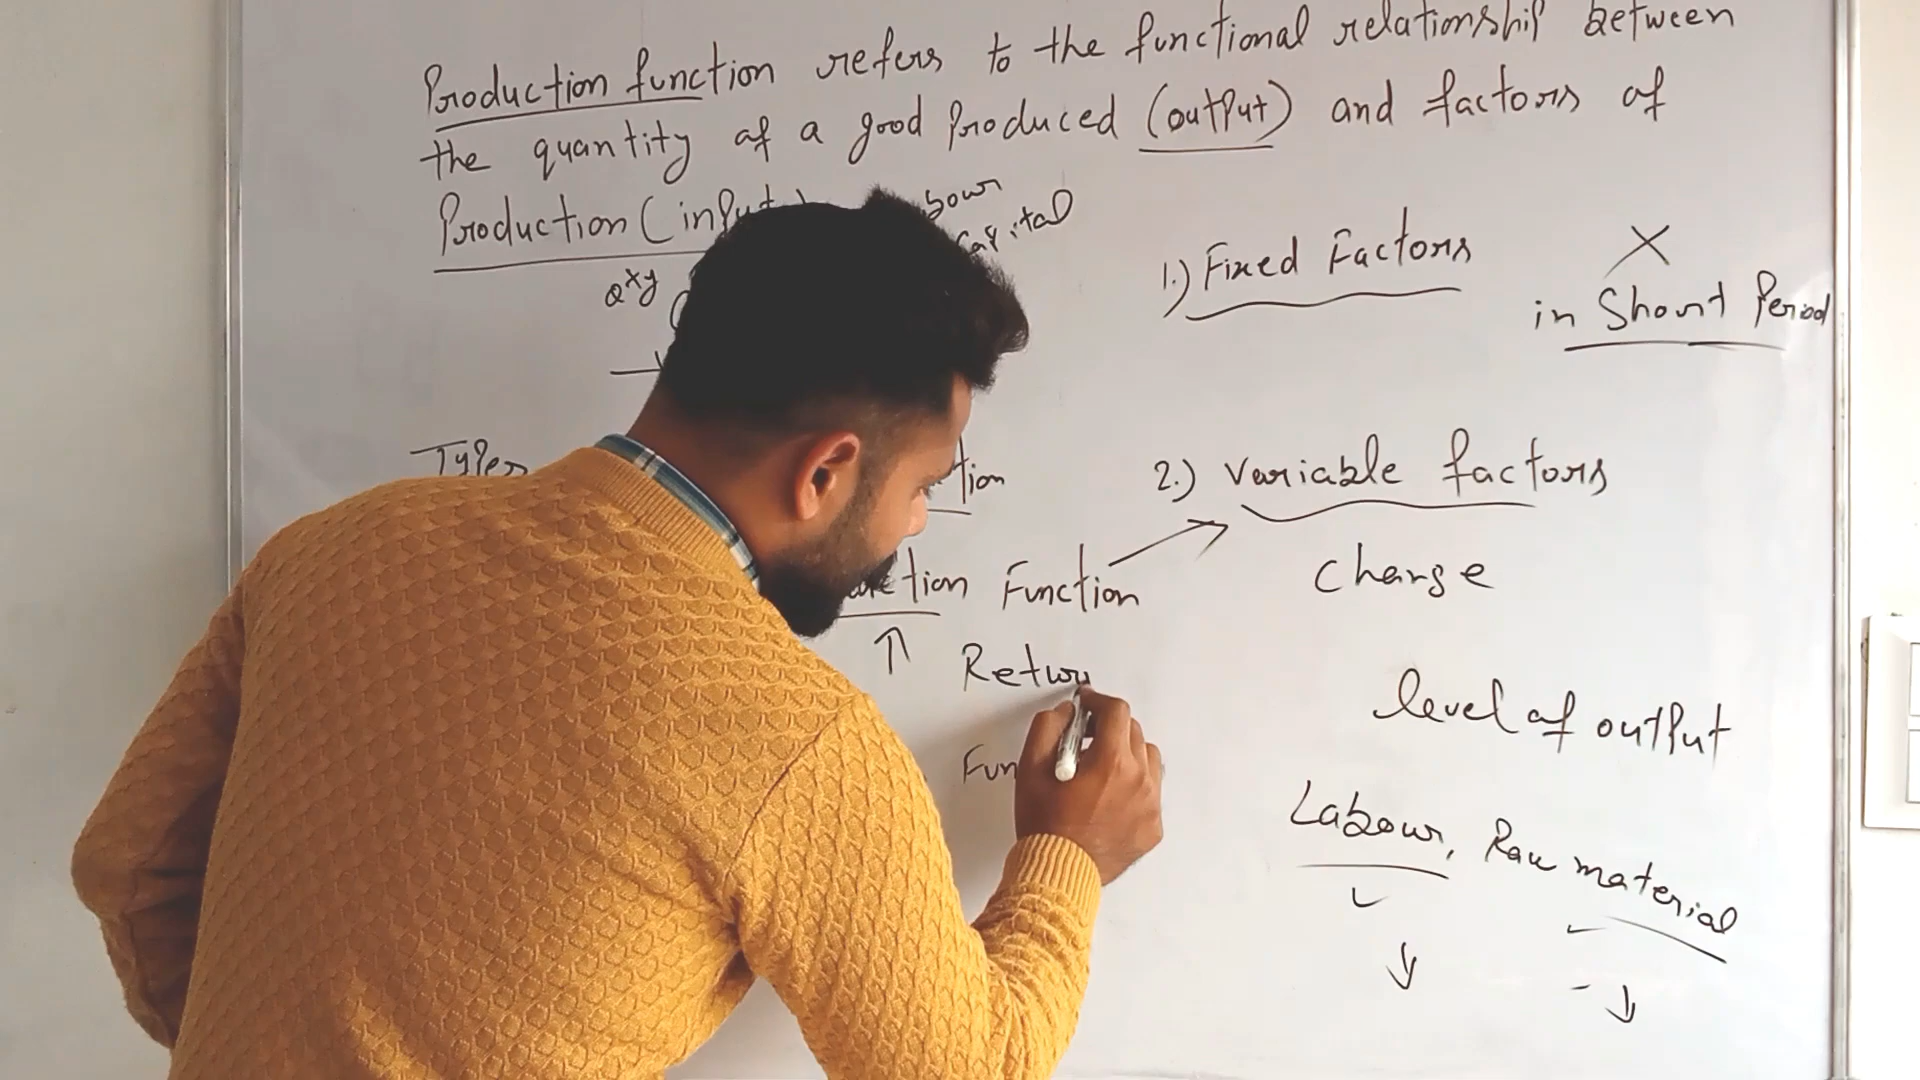 Production function refers to the functional relationship between
the quantity of a good Produced (output) and factors of
Production (input
Capital
1.) Fixed Factors
X
in Short Period
Types
tion
2.) Variable factors
Change
tion Function
Retur
level of output
Fun
Labour, Raw material